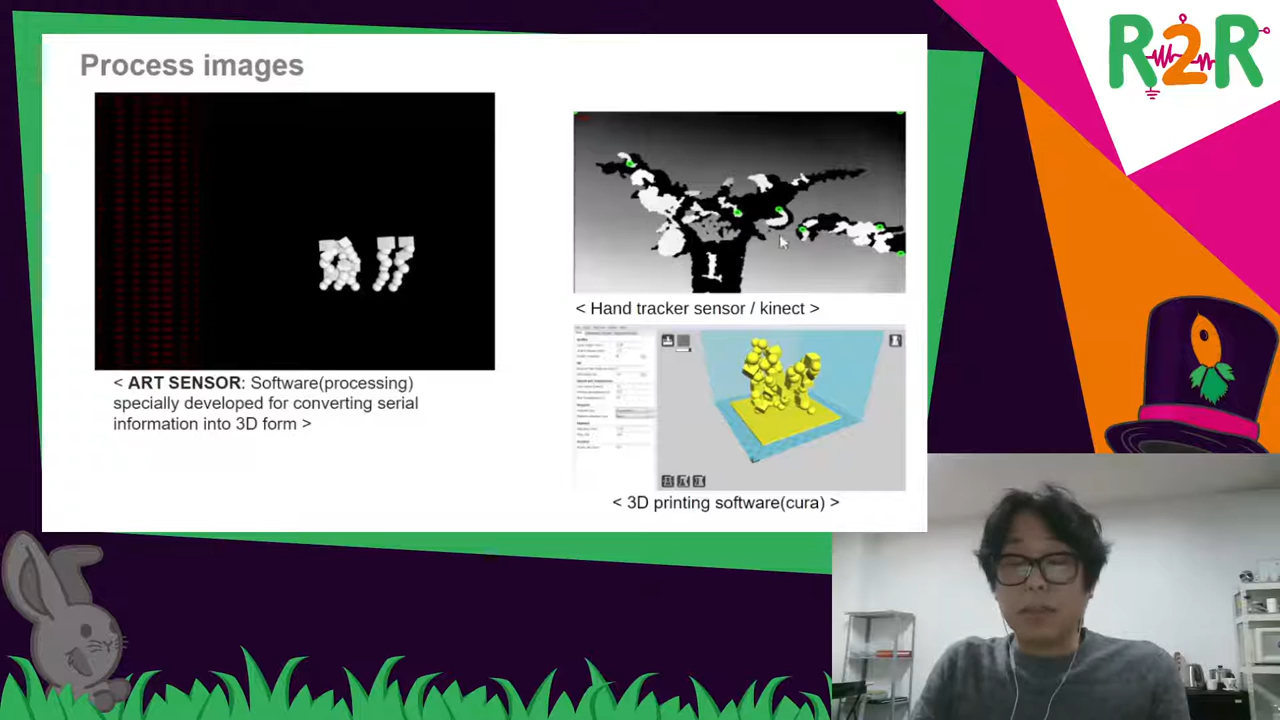 R2R
Process images
< ART SENSOR: Software(processing)
specially developed for converting serial
information into 3D form >
< Hand tracker sensor / kinect >
< 3D printing software(cura) >